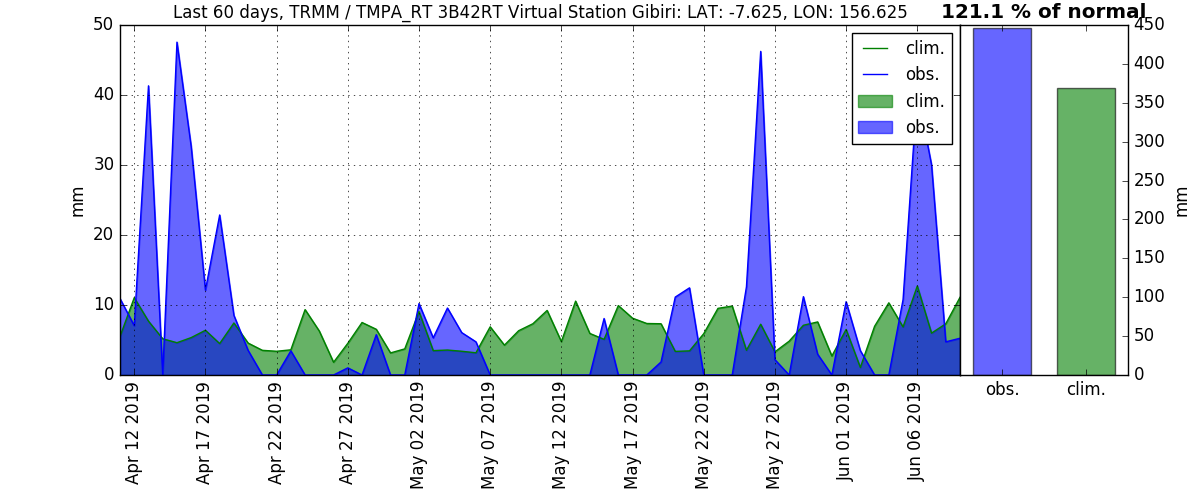 Last 60 days, TRMM / TMPA_RT 3B42RT Virtual Station Gibiri: LAT: -7.625, LON: 156.625
121.1 % of normal
50
40
30
20
10
0
mm
clim.
obs.
clim.
obs.
450
400
350
300
250
200
150
100
50
0
mm
Apr 12 2019
Apr 17 2019
Apr 22 2019
Apr 27 2019
May 02 2019
May 07 2019
May 12 2019
May 17 2019
May 22 2019
May 27 2019
Jun 01 2019
Jun 06 2019
obs.
clim.